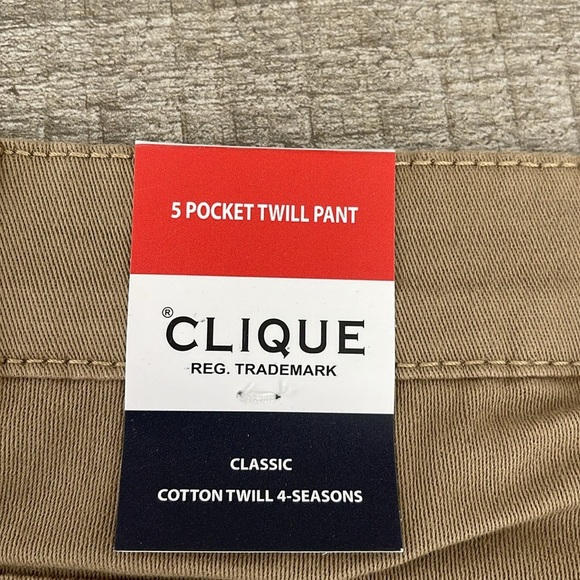 5 POCKET TWILL PANT
® CLIQUE
REG. TRADEMARK
CLASSIC
COTTON TWILL 4-SEASONS